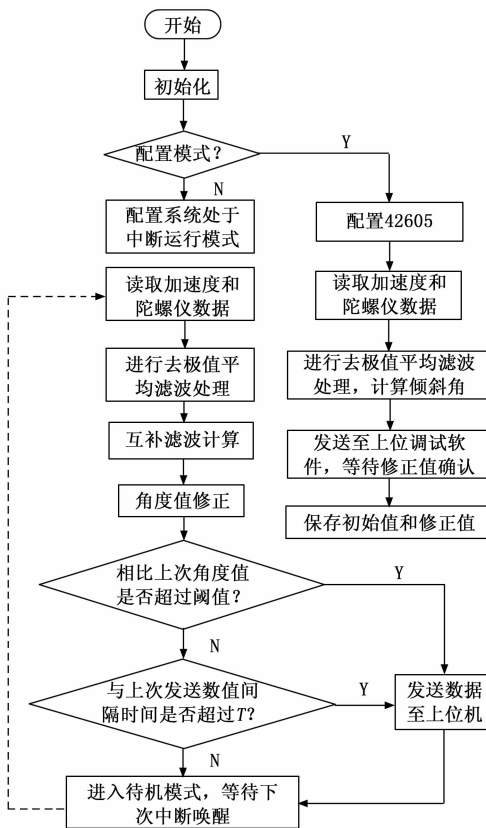 开始
初始化
配置模式？
Y
N
配置系统处于
中断运行模式
配置42605
读取加速度和
陀螺仪数据
读取加速度和
陀螺仪数据
进行去极值平
均滤波处理
进行去极值平均滤波
处理，计算倾斜角
互补滤波计算
发送至上位调试软
件，等待修正值确认
角度值修正
保存初始值和修正值
相比上次角度值
是否超过阈值？
Y
N
与上次发送数值间
隔时间是否超过T？
Y
发送数据
至上位机
N
进入待机模式，等待下
次中断唤醒